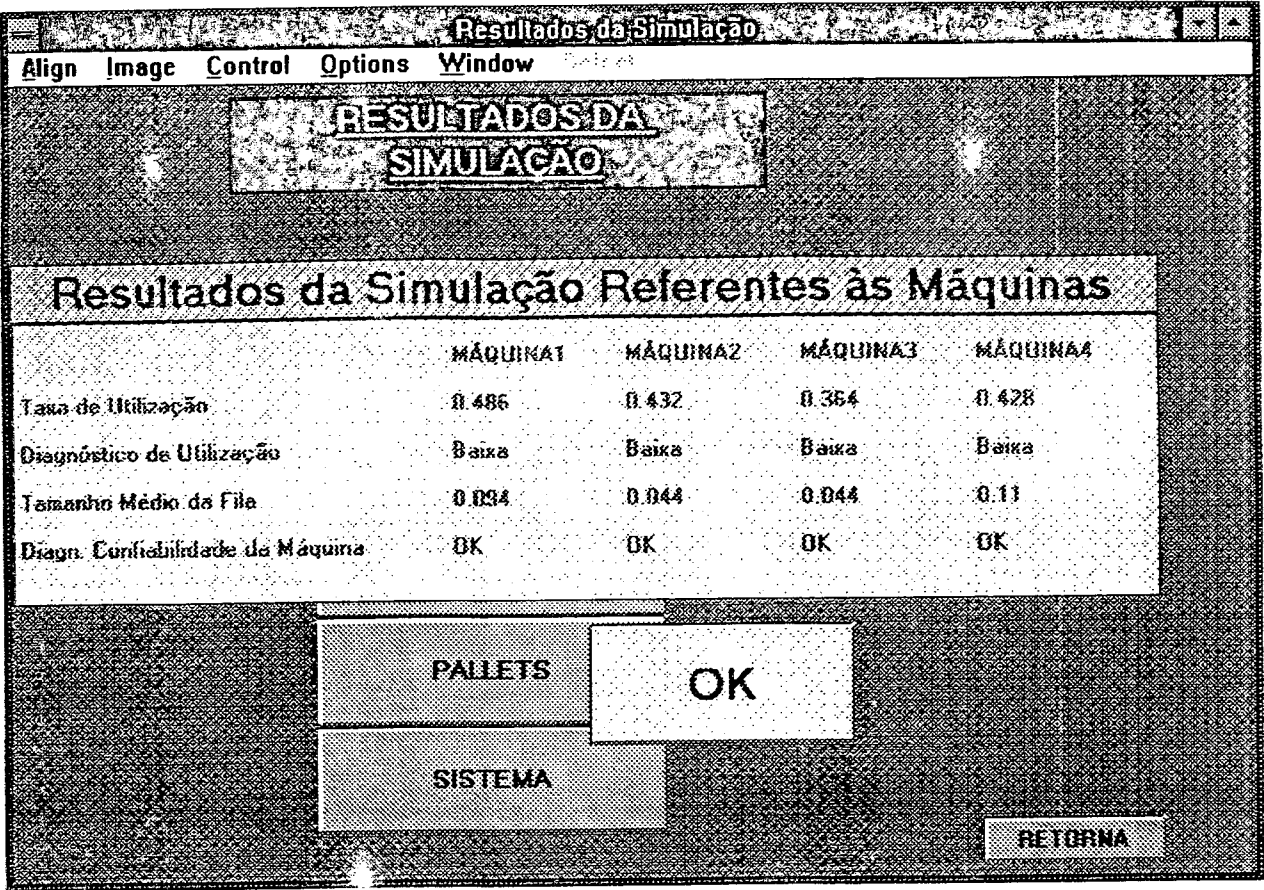 Resultados da Simulação
Align Image Control Options Window
RESULTADOS DA
SIMULAÇÃO
Resultados da Simulação Referentes às Máquinas
MÁQUINA1 MÁQUINA2 MÁQUINA3 MÁQUINA4
Taxa de Utilização 0.486 0.432 0.364 0.428
Diagnóstico de Utilização Baixa Baixa Baixa Baixa
Tamanho Médio da Fila 0.094 0.044 0.044 0.11
Diagn. Confiabilidade da Máquina OK OK OK OK
PALLETS
OK
SISTEMA
RETORNA